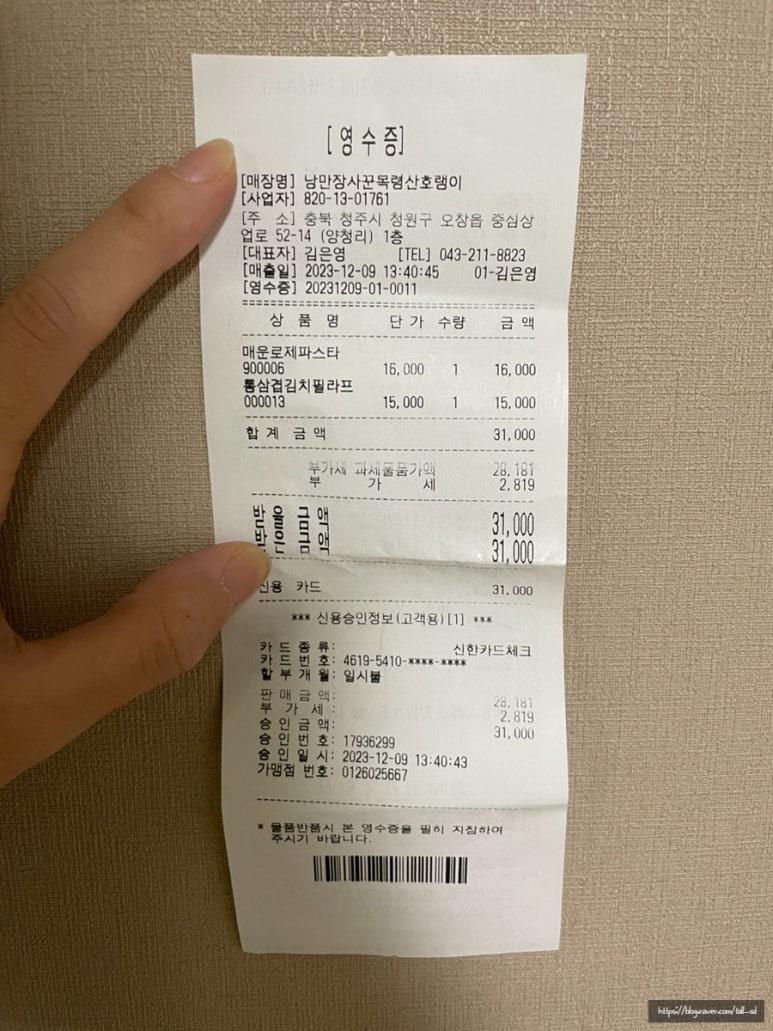 [영수증]
[매장명] 낭만장사꾼목령산호랭이
[사업자] 820-13-01761
[주 소] 충북 청주시 청원구 오창읍 중심상
업로 52-14 (양청리) 1층
[대표자] 김은영 [TEL] 043-211-8823
[매출일] 2023-12-09 13:40:45 01-김은영
[영수증] 20231209-01-0011
상 품 명 단 가 수량 금 액
매운로제파스타
900006 16,000 1 16,000
통삼겹김치필라프
000013 15,000 1 15,000
합 계 금 액 31,000
부가세 과세물품가액 28,181
부 가 세 2,819
받 을 금 액 31,000
받 은 금 액 31,000
신용 카드 31,000
*** 신용승인정보(고객용)[1] ***
카 드 종 류: 신한카드체크
카 드 번 호: 4619-5410-****-****
할 부 개 월: 일시불
판 매 금 액: 28,181
부 가 세 : 2,819
승 인 금 액: 31,000
승 인 번 호: 17936299
승 인 일 시: 2023-12-09 13:40:43
가맹점 번호: 0126025667
* 물품반품시 본 영수증을 필히 지참하여
주시기 바랍니다.
https://blog.naver.com/tall-sd